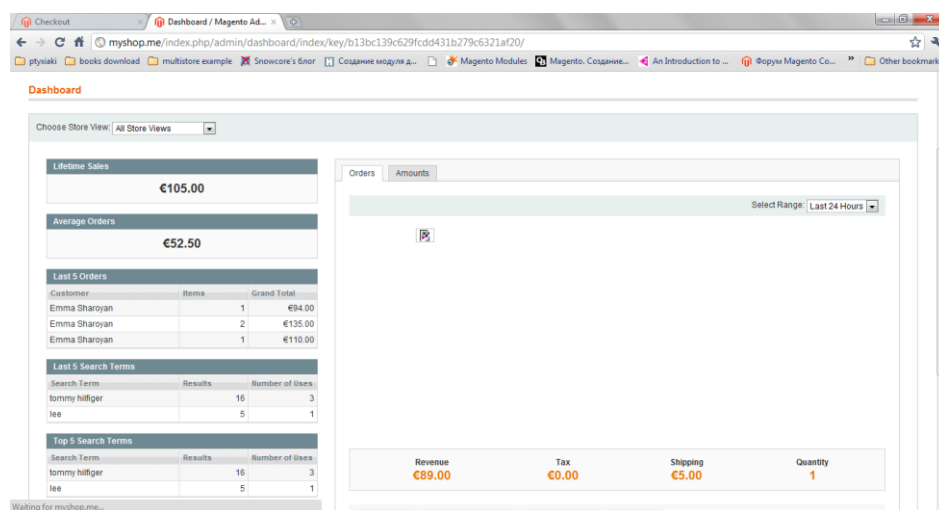 Checkout
Dashboard / Magento Ad...
myshop.me/index.php/admin/dashboard/index/key/b13bc139c629fcdd431b279c6321af20/
ptyxiaki books download multistore example Snowcore's блог Создание модуля д... Magento Modules Magento. Создание... An Introduction to ... Форум Magento Co... » Other bookmark
Dashboard
Choose Store View: All Store Views
Lifetime Sales
€105.00
Average Orders
€52.50
Last 5 Orders
Customer Items Grand Total
Emma Sharoyan 1 €94.00
Emma Sharoyan 2 €135.00
Emma Sharoyan 1 €110.00
Last 5 Search Terms
Search Term Results Number of Uses
tommy hilfiger 16 3
lee 5 1
Top 5 Search Terms
Search Term Results Number of Uses
tommy hilfiger 16 3
lee 5 1
Orders Amounts
Select Range: Last 24 Hours
Revenue Tax Shipping Quantity
€89.00 €0.00 €5.00 1
Waiting for myshop.me...